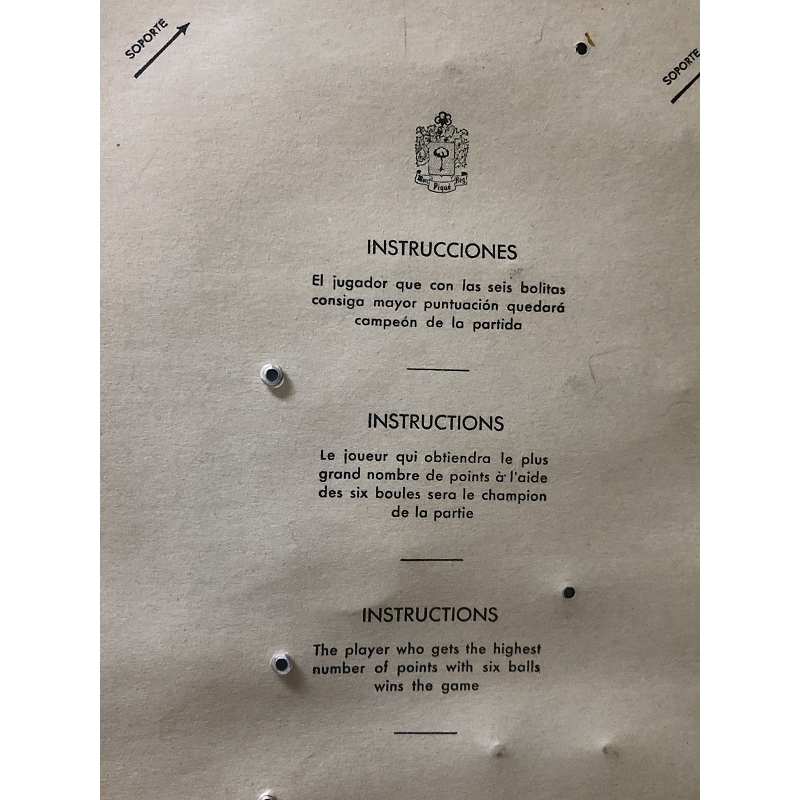 SOPORTE
SOPORTE
Piqué
INSTRUCCIONES
El jugador que con las seis bolitas
consiga mayor puntuación quedará
campeón de la partida
INSTRUCTIONS
Le joueur qui obtiendra le plus
grand nombre de points à l'aide
des six boules sera le champion
de la partie
INSTRUCTIONS
The player who gets the highest
number of points with six balls
wins the game